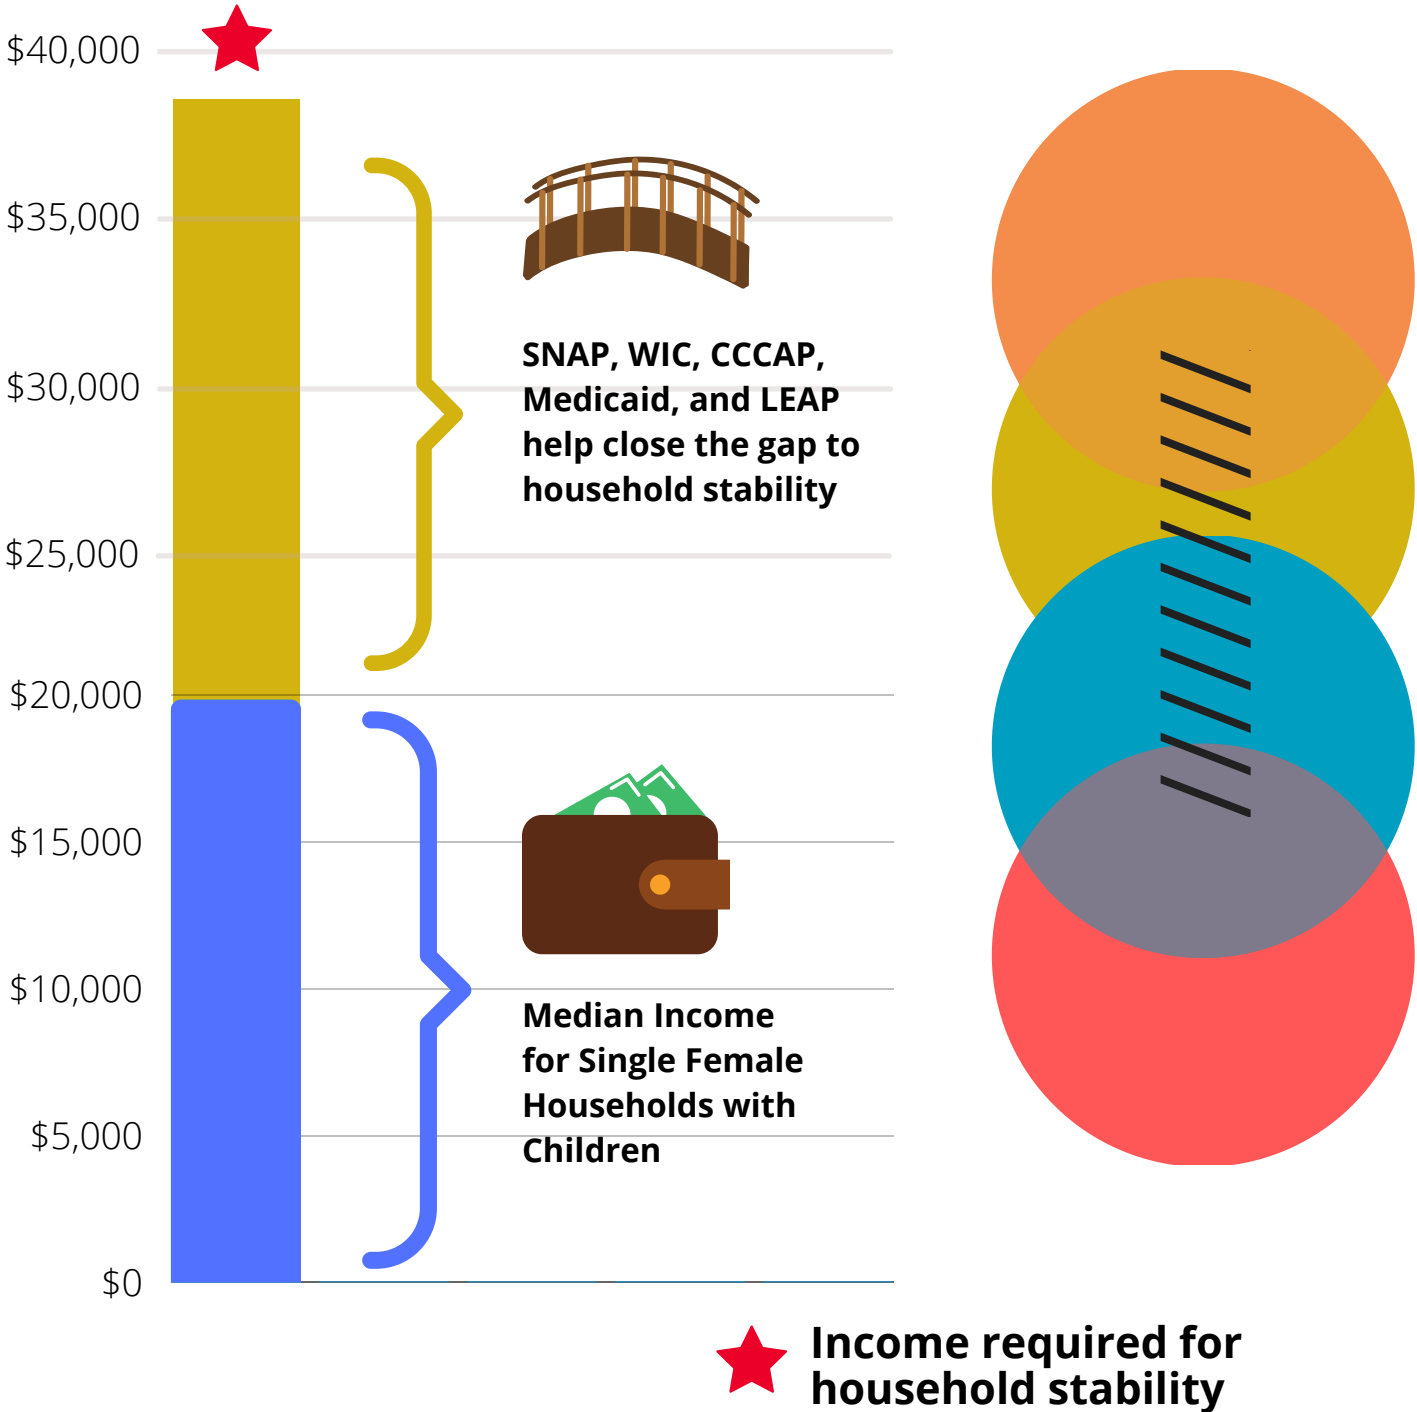 $40,000
$35,000
SNAP, WIC, CCCAP,
$30,000
Medicaid, and LEAP
help close the gap to
household stability
$25,000
$20,000
$15,000
$10,000
Median Income
for Single Female
Households with
$5,000
Children
$0
Income required for
household stability